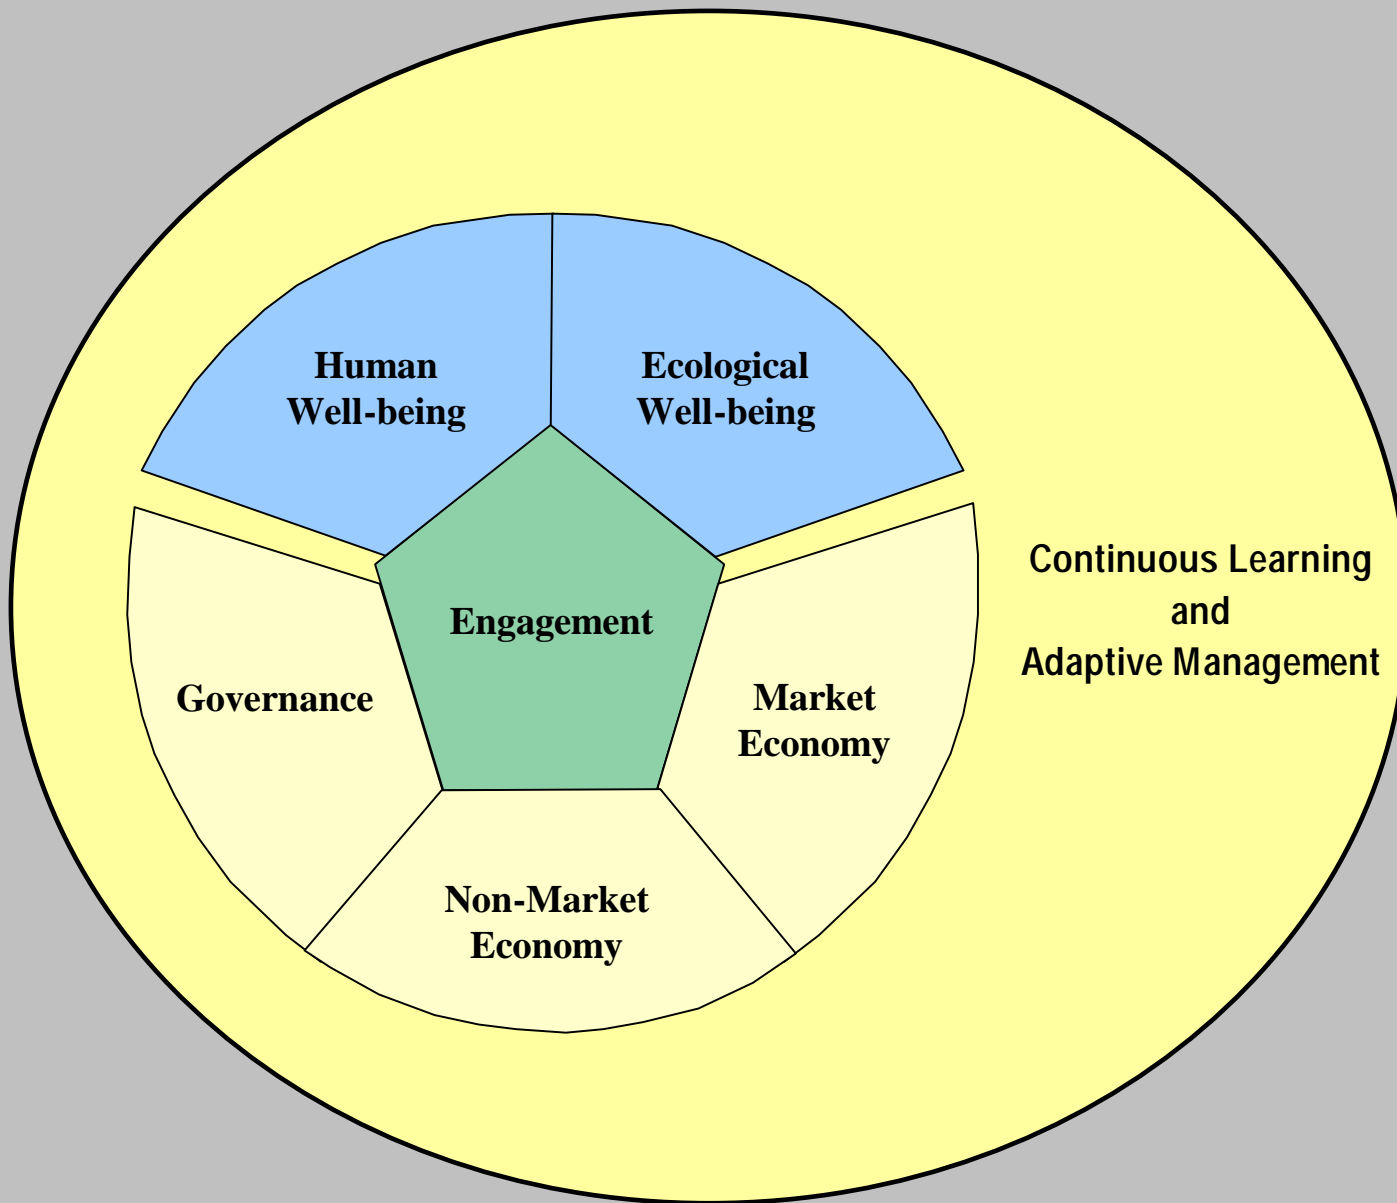 Human
Well-being
Ecological
Well-being
Engagement
Governance
Market
Economy
Non-Market
Economy
Continuous Learning
and
Adaptive Management